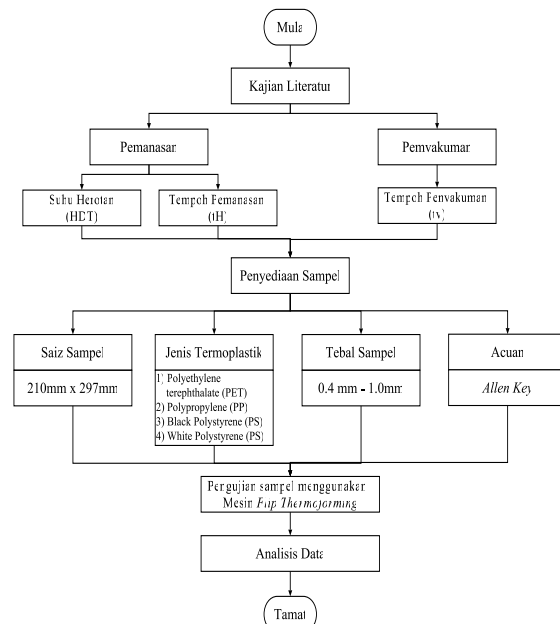 Mula
Kajian Literatur
Pemanasan
Pemvakuman
Suhu Herotan
(HDT)
Tempoh Pemanasan
(tH)
Tempoh Penvakuman
(tv)
Penyediaan Sampel
Saiz Sampel
210mm x 297mm
Jenis Termoplastik
1) Polyethylene
terephthalate (PET)
2) Polypropylene (PP)
3) Black Polystyrene (PS)
4) White Polystyrene (PS)
Tebal Sampel
0.4 mm - 1.0mm
Acuan
Allen Key
Pengujian sampel menggunakan
Mesin Flip Thermoforming
Analisis Data
Tamat